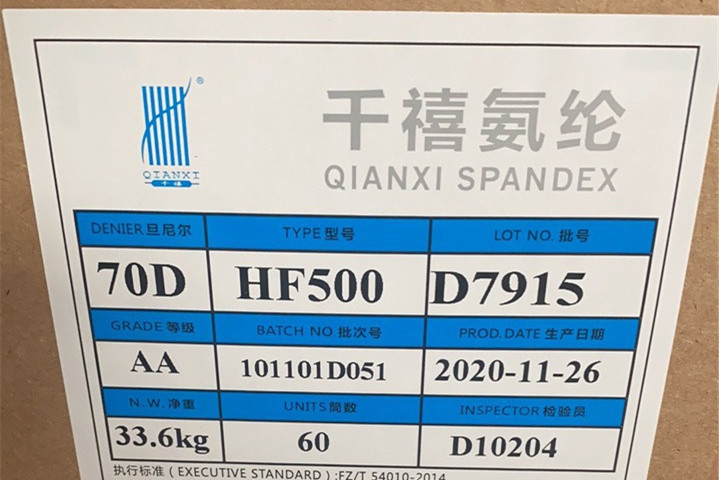 ®
千禧氨纶
QIANXI
千禧
QIANXI SPANDEX
DENIER旦尼尔 TYPE型号 LOT NO. 批号
70D HF500 D7915
GRADE等级 BATCH NO.批次号 PROD.DATE生产日期
AA 101101D051 2020-11-26
N.W.净重 UNITS筒数 INSPECTOR检验员
33.6kg 60 D10204
执行标准（EXECUTIVE STANDARD）:FZ/T 54010-2014